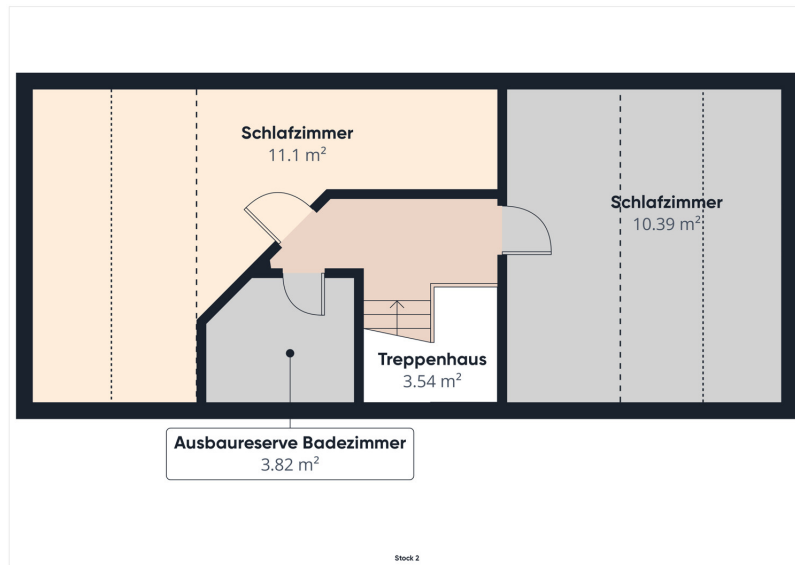 Schlafzimmer
11.1 m²
Schlafzimmer
10.39 m²
Treppenhaus
3.54 m²
Ausbaureserve Badezimmer
3.82 m²
Stock 2